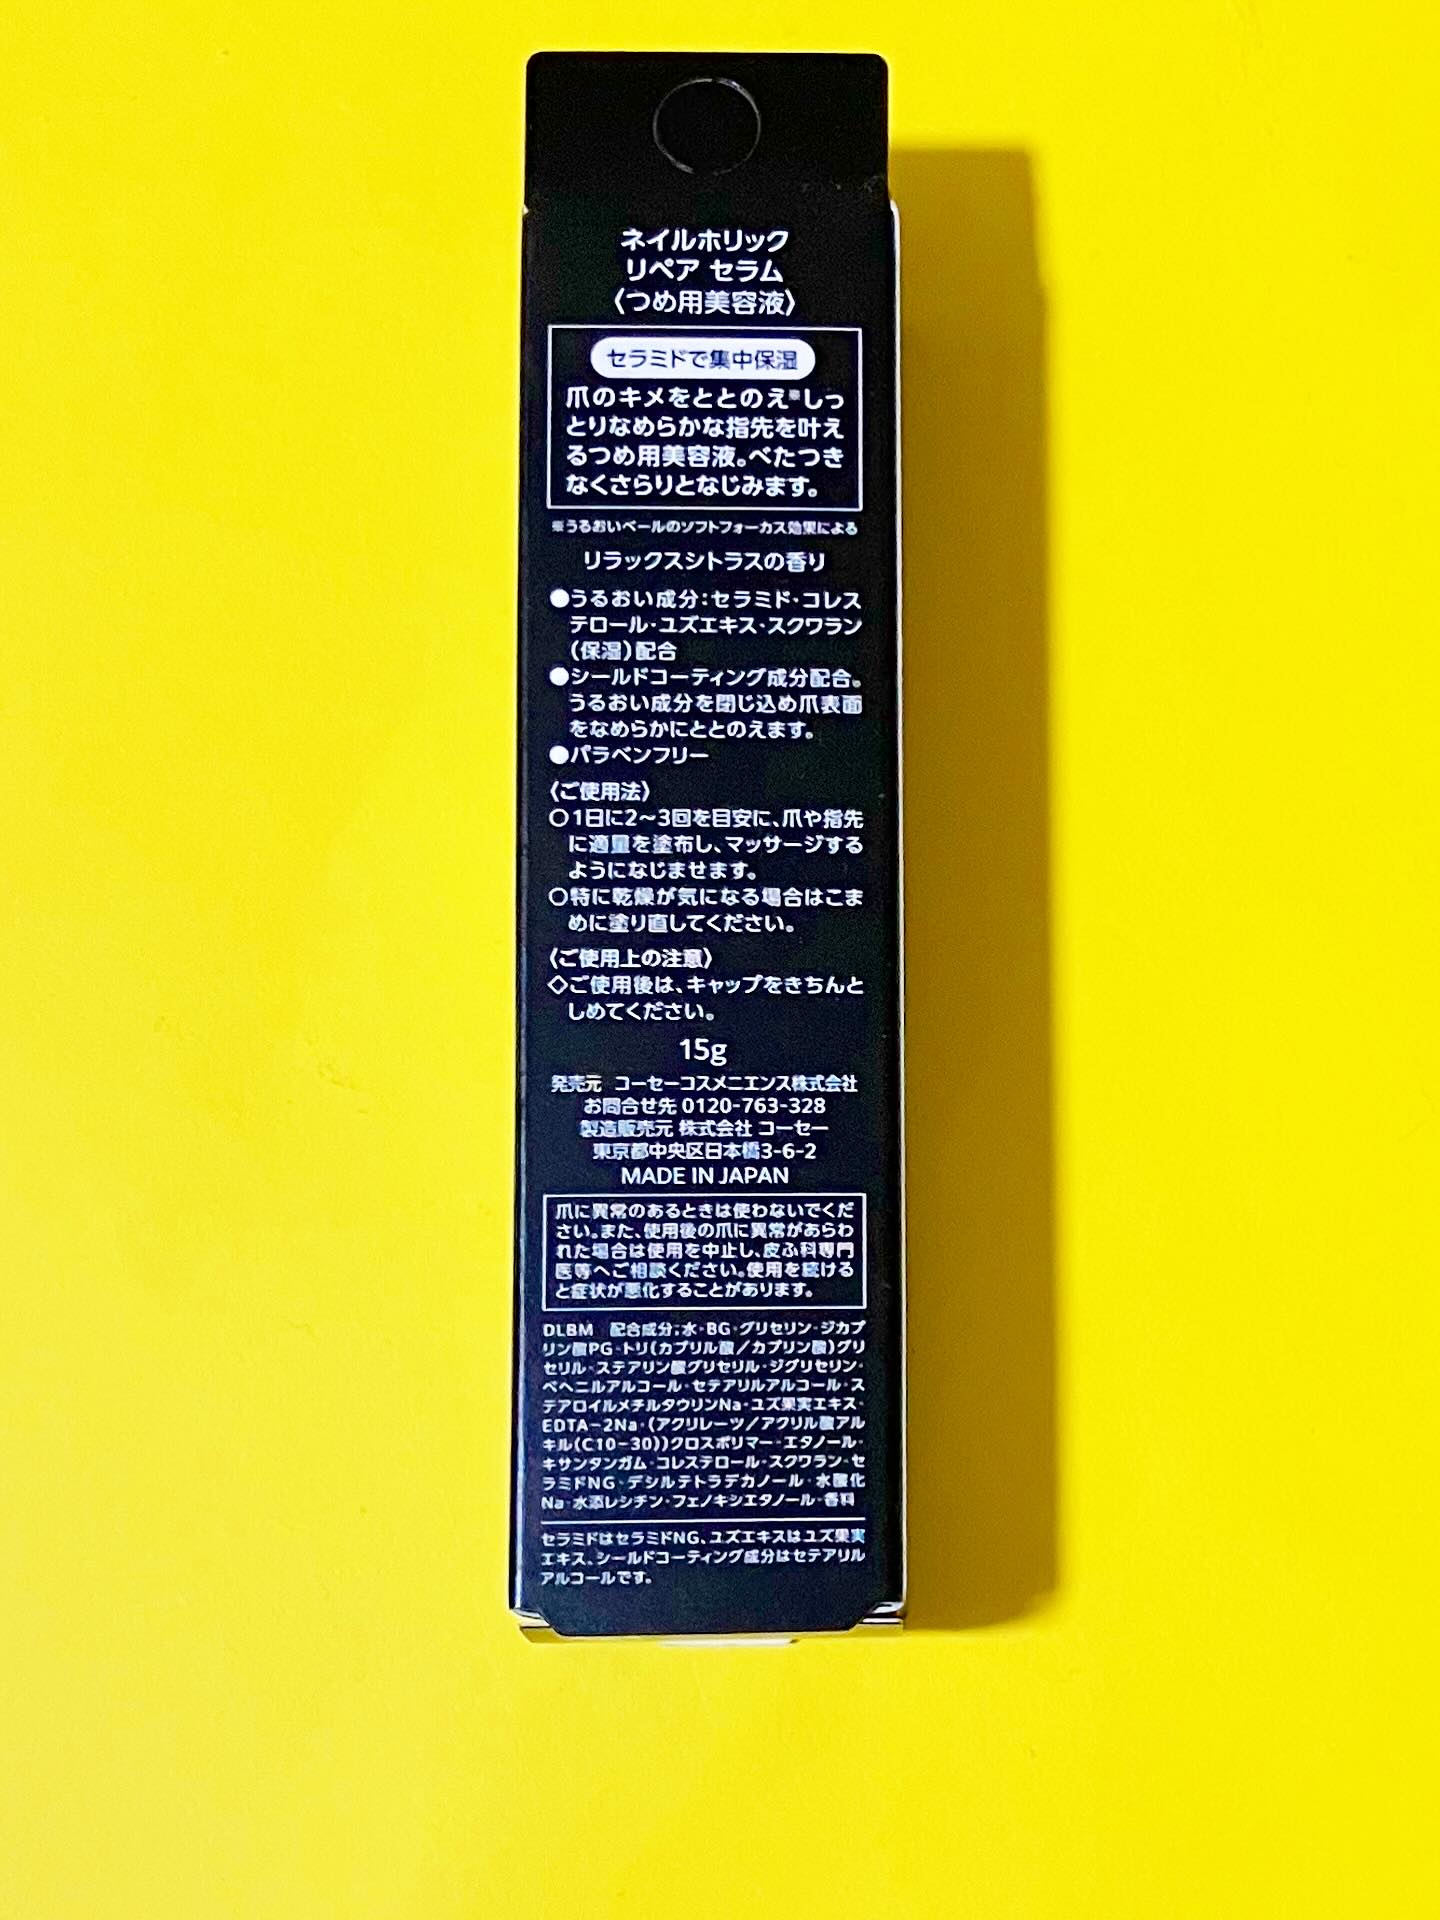 ネイルホリック
リペア セラム
〈つめ用美容液〉
セラミドで集中保湿
爪のキメをととのえ※しっ
とりなめらかな指先を叶え
るつめ用美容液。べたつき
なくさらりとなじみます。
※うるおいベールのソフトフォーカス効果による
リラックスシトラスの香り
●うるおい成分:セラミド・コレス
テロール・ユズエキス・スクワラン
(保湿)配合
●シールドコーティング成分配合。
うるおい成分を閉じ込め爪表面
をなめらかにととのえます。
●パラベンフリー
〈ご使用法〉
○1日に2～3回を目安に、爪や指先
に適量を塗布し、マッサージする
ようになじませます。
○特に乾燥が気になる場合はこま
めに塗り直してください。
〈ご使用上の注意〉
◇ご使用後は、キャップをきちんと
しめてください。
15g
発売元 コーセーコスメニエンス株式会社
お問合せ先 0120-763-328
製造販売元 株式会社 コーセー
東京都中央区日本橋3-6-2
MADE IN JAPAN
爪に異常のあるときは使わないでくだ
さい。また、使用後の爪に異常があらわ
れた場合は使用を中止し、皮ふ科専門
医等へご相談ください。使用を続ける
と症状が悪化することがあります。
DLBM 配合成分:水・BG・グリセリン・ジカプ
リン酸PG・トリ(カプリル酸／カプリン酸)グリ
セリル・ステアリン酸グリセリル・ジグリセリン・
ベヘニルアルコール・セテアリルアルコール・ス
テアロイルメチルタウリンNa・ユズ果実エキス・
EDTA－2Na・(アクリレーツ／アクリル酸アル
キル(C10－30))クロスポリマー・エタノール・
キサンタンガム・コレステロール・スクワラン・セ
ラミドNG・デシルテトラデカノール・水酸化
Na・水添レシチン・フェノキシエタノール・香料
セラミドはセラミドNG、ユズエキスはユズ果実
エキス、シールドコーティング成分はセテアリル
アルコールです。